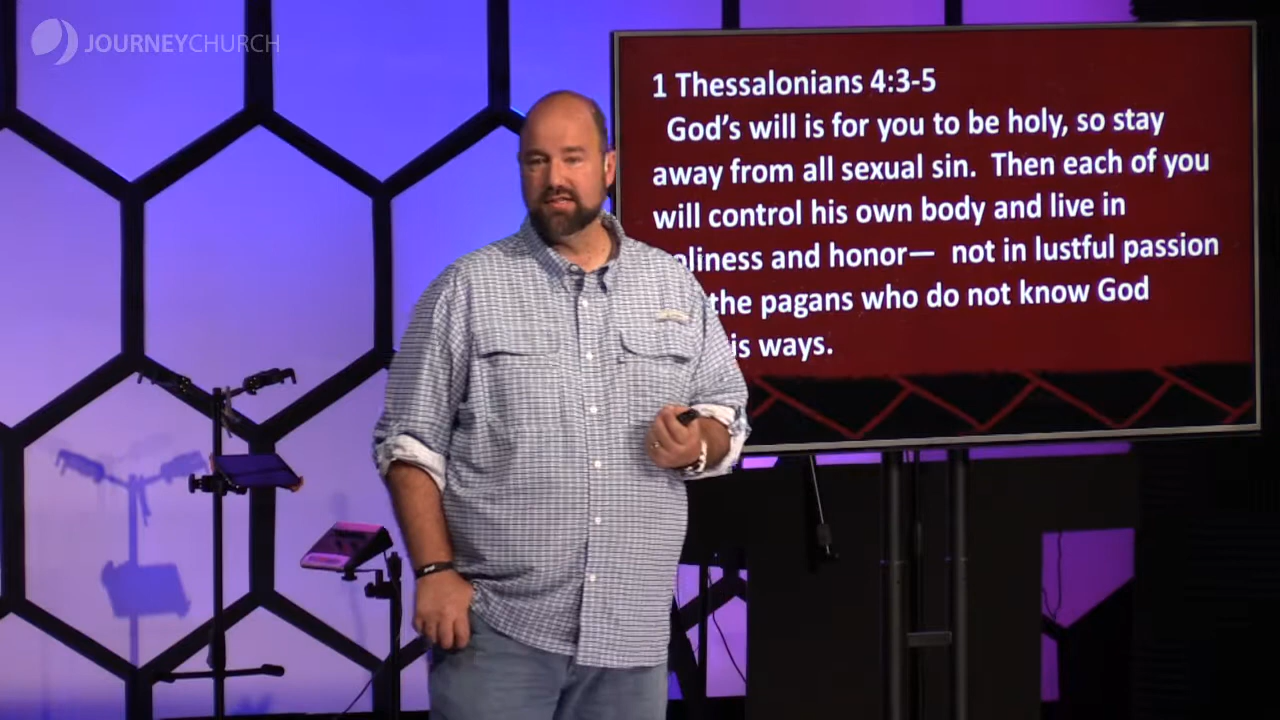 JOURNEYCHURCH
1 Thessalonians 4:3-5
God's will is for you to be holy, so stay
away from all sexual sin. Then each of you
will control his own body and live in
oliness and honor— not in lustful passion
the pagans who do not know God
is ways.